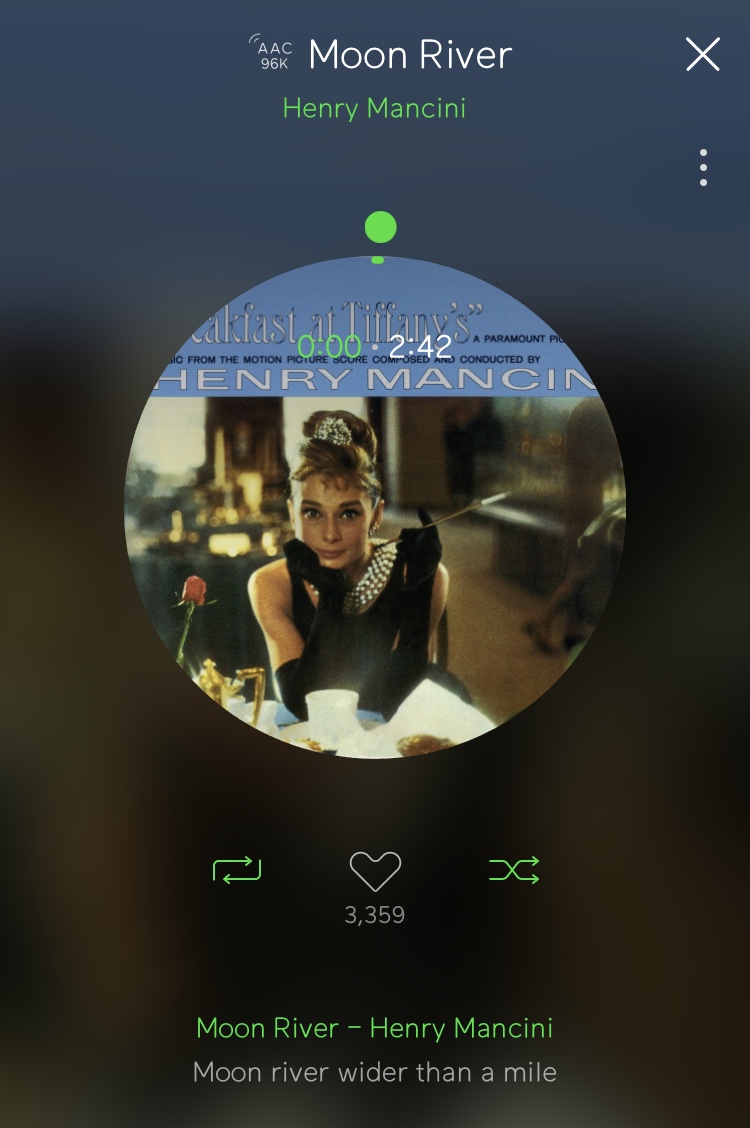 AAC
96K
Moon River
Henry Mancini
eakfast at Tiffany's”
A PARAMOUNT PIC
0:00 · 2:42
SIC FROM THE MOTION PICTURE SCORE COMPOSED AND CONDUCTED BY
HENRY MANCIN
3,359
Moon River – Henry Mancini
Moon river wider than a mile